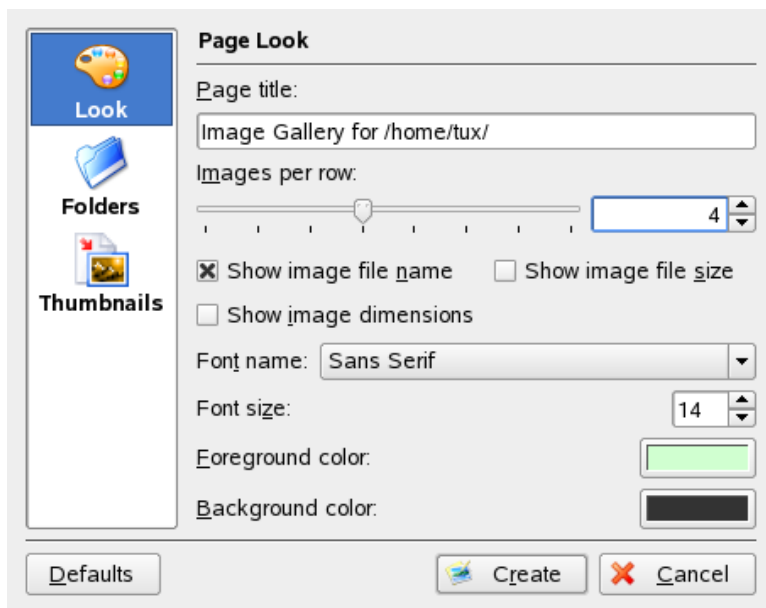 Look
Folders
Thumbnails
Page Look
Page title:
Image Gallery for /home/tux/
Images per row:
4
Show image file name
Show image file size
Show image dimensions
Font name:
Sans Serif
Font size:
14
Foreground color:
Background color:
Defaults
Create
Cancel